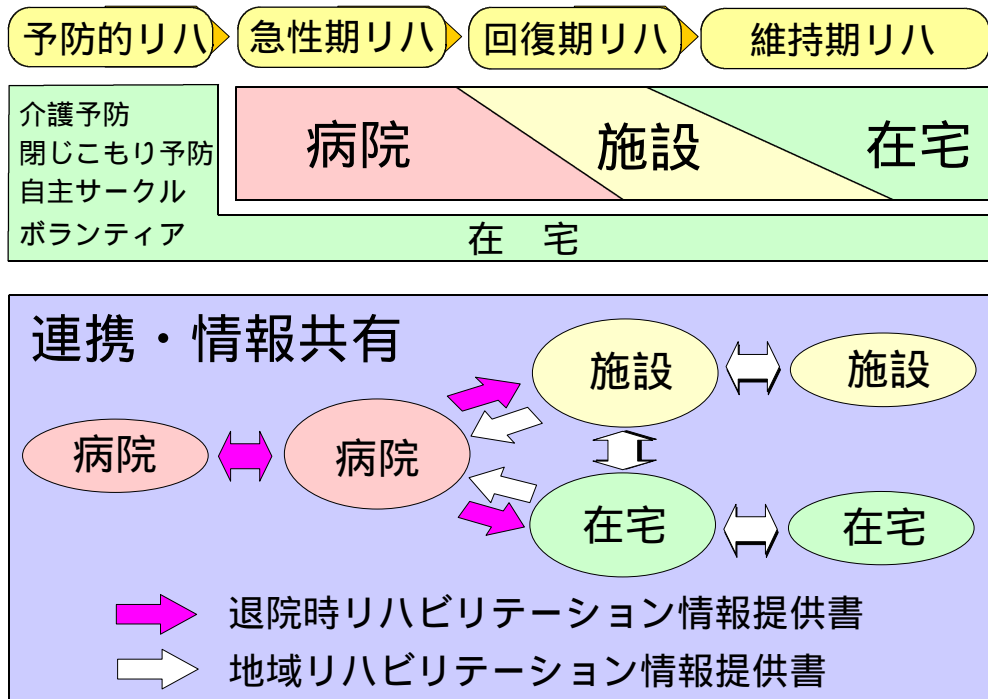 予防的リハ 急性期リハ 回復期リハ 維持期リハ
介護予防
閉じこもり予防
自主サークル
ボランティア
病院 施設 在宅
在 宅
連携・情報共有
施設 施設
病院 病院
在宅 在宅
退院時リハビリテーション情報提供書
地域リハビリテーション情報提供書